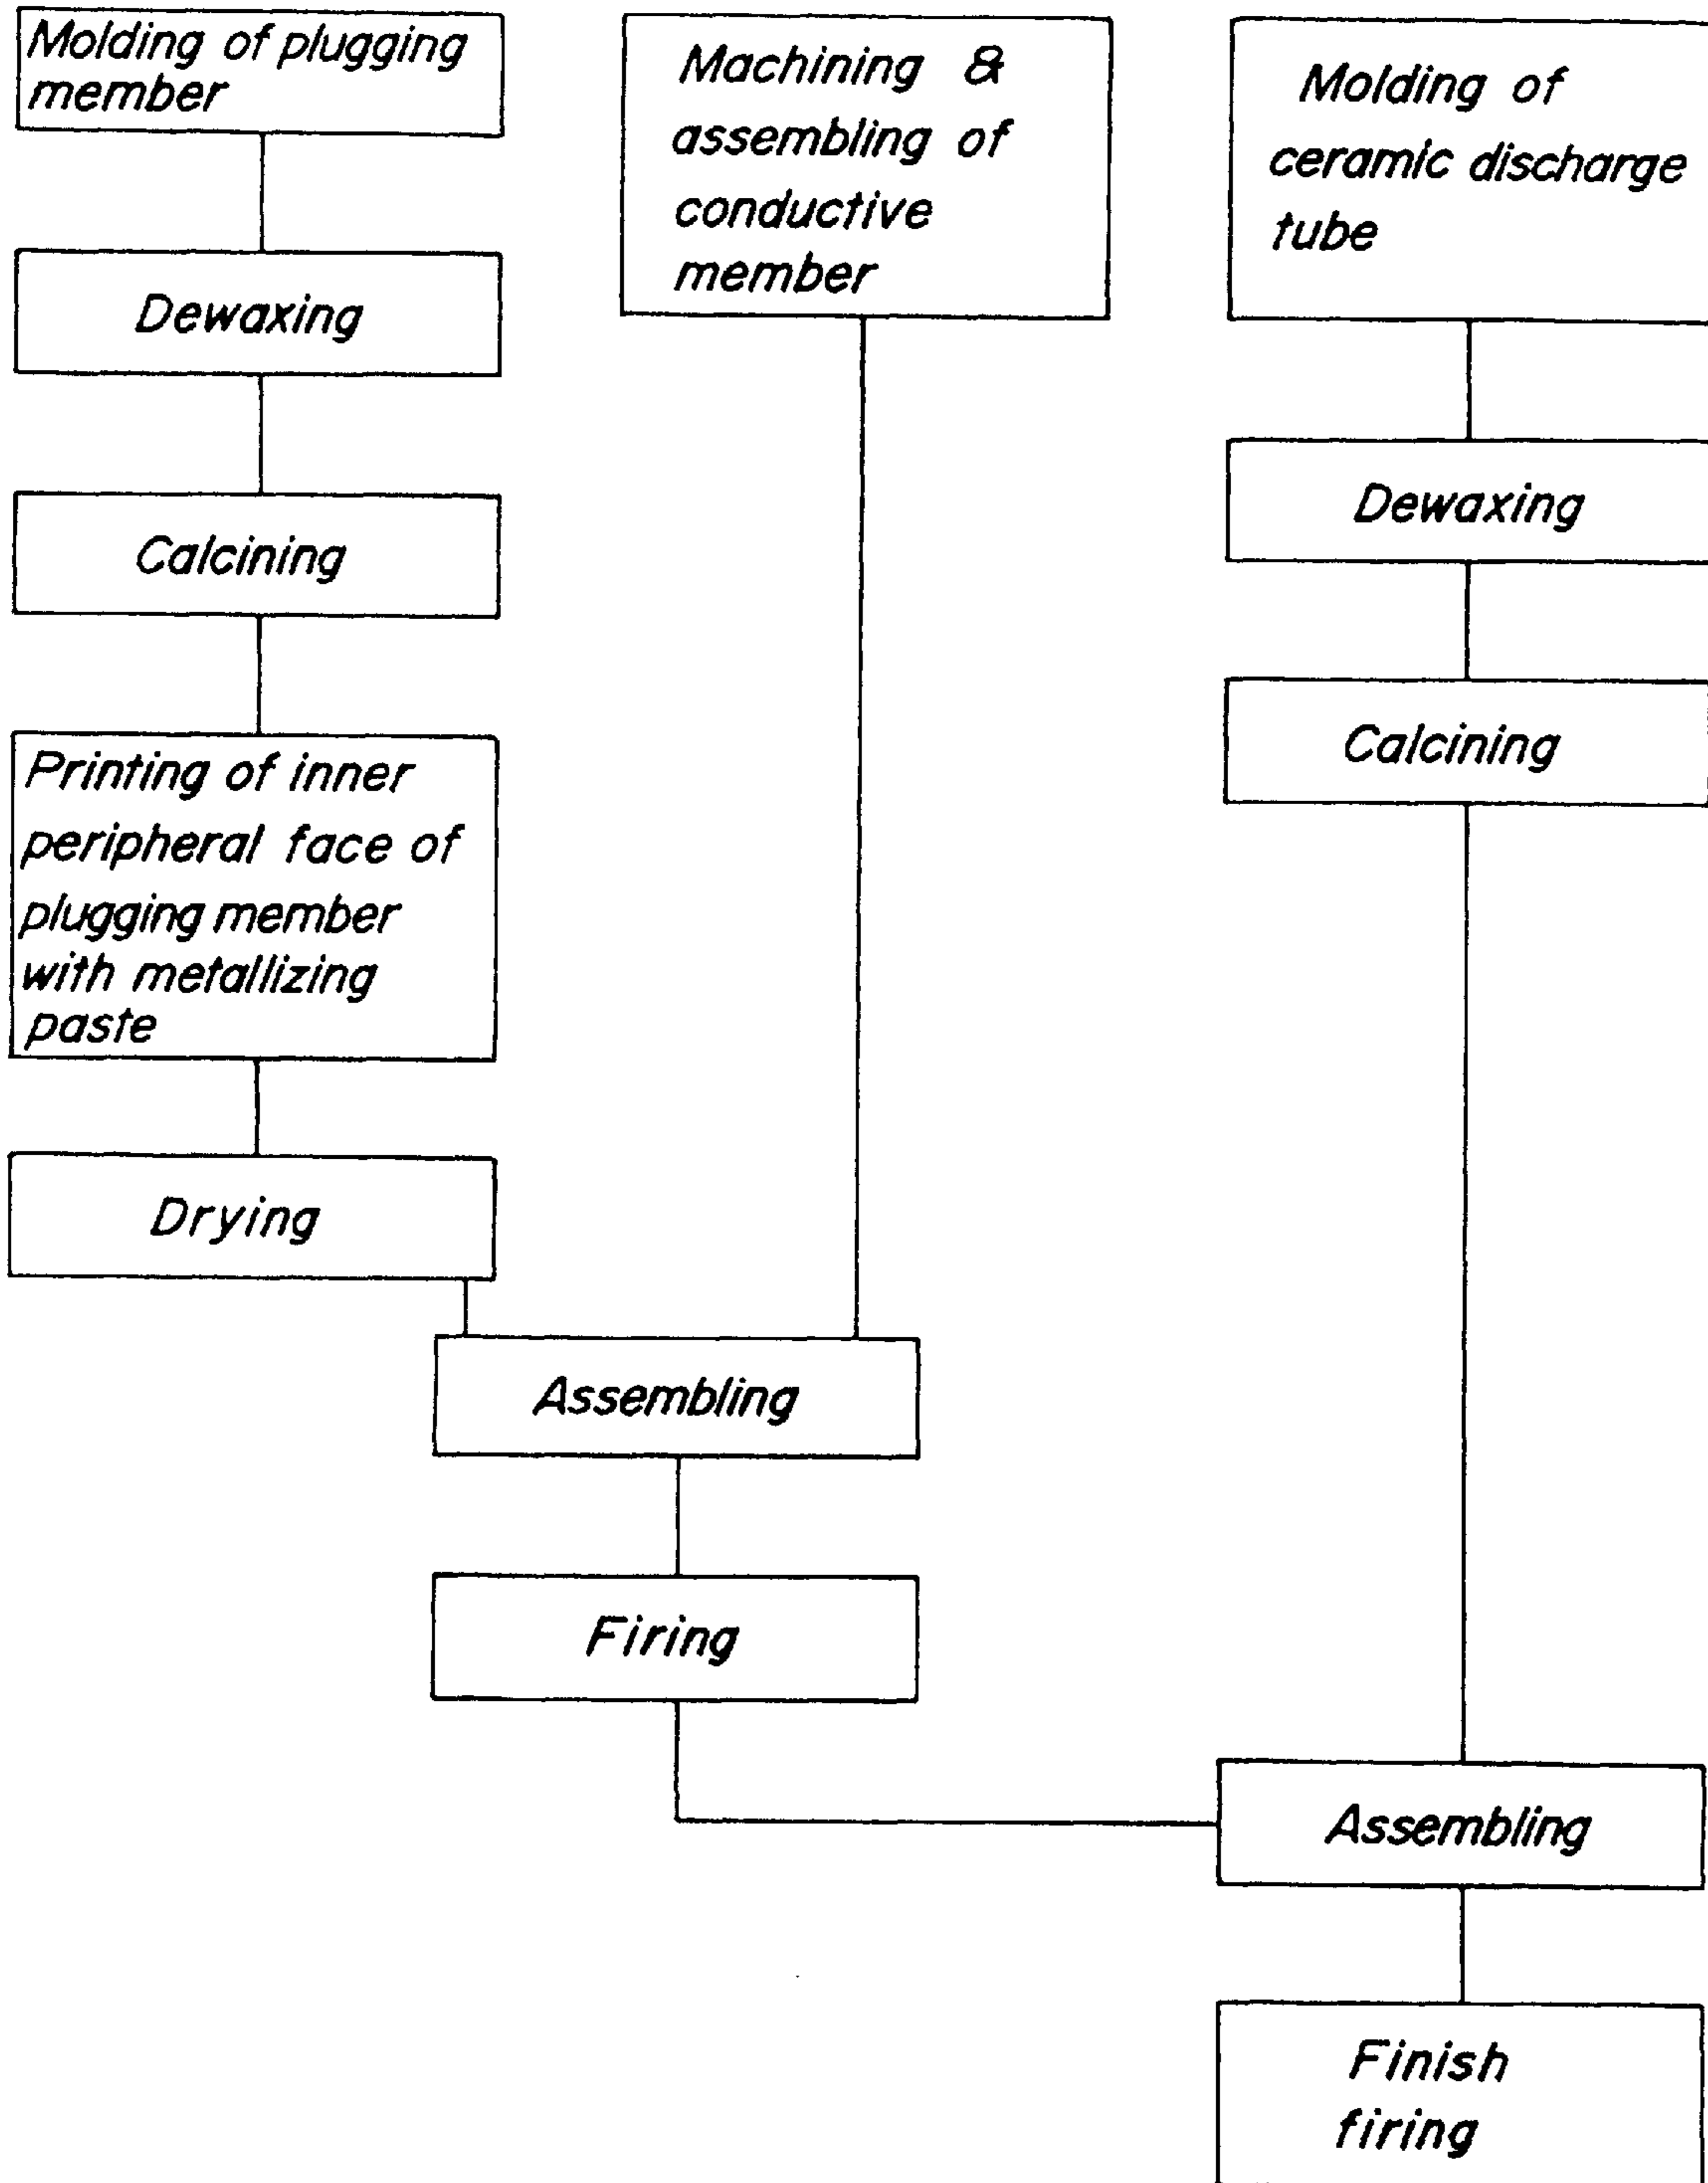 Molding of plugging
member
Dewaxing
Calcining
Printing of inner
peripheral face of
plugging member
with metallizing
paste
Drying
Machining &
assembling of
conductive
member
Assembling
Firing
Molding of
ceramic discharge
tube
Dewaxing
Calcining
Assembling
Finish
firing